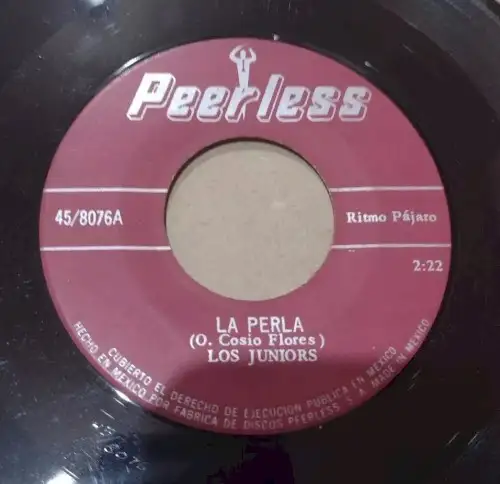 Peerless
45/8076A
Ritmo Pájaro
2:22
LA PERLA
(O. Cosio Flores)
LOS JUNIORS
CUBIERTO EL DERECHO DE EJECUCION PUBLICA EN MEXICO
HECHO EN MEXICO POR FABRICA DE DISCOS PEERLESS S.A. MADE IN MEXICO